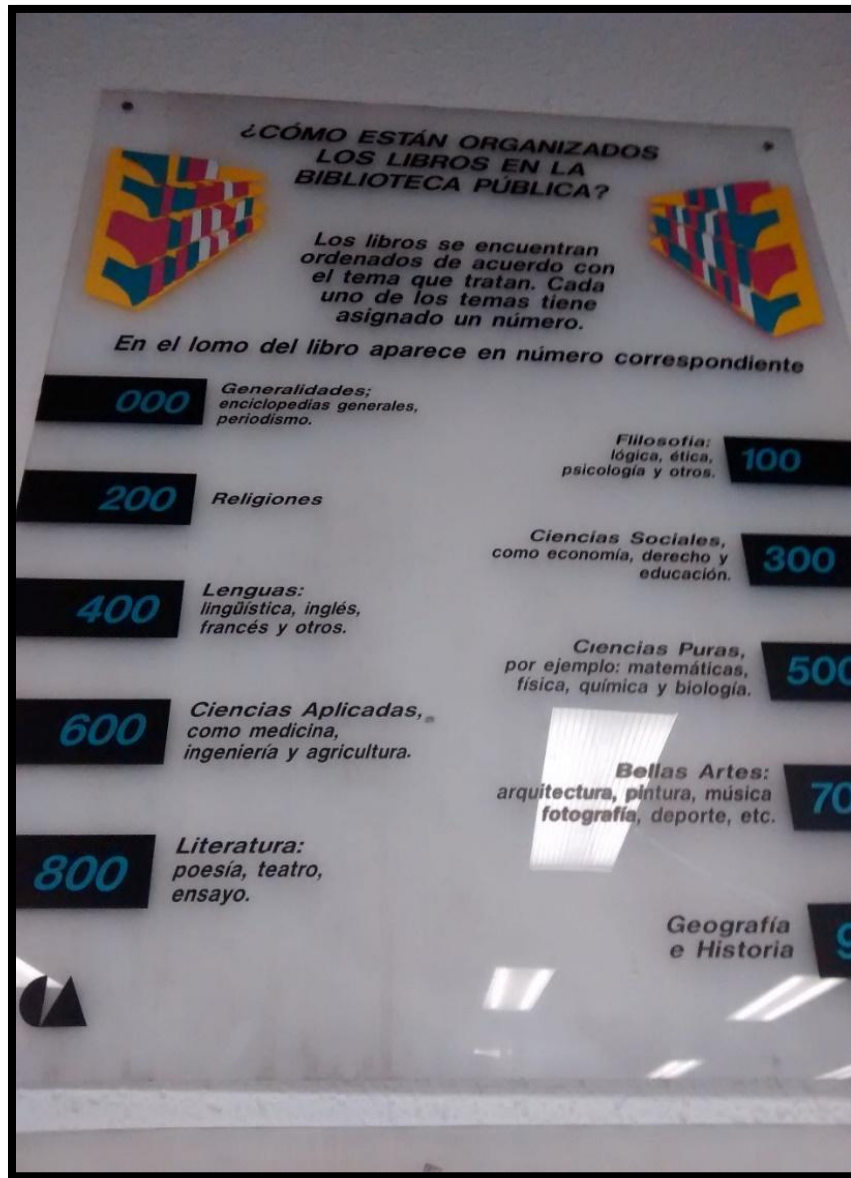 ¿CÓMO ESTÁN ORGANIZADOS
LOS LIBROS EN LA
BIBLIOTECA PÚBLICA?
Los libros se encuentran
ordenados de acuerdo con
el tema que tratan. Cada
uno de los temas tiene
asignado un número.
En el lomo del libro aparece en número correspondiente
000
Generalidades;
enciclopedias generales,
periodismo.
Flilosofía:
lógica, ética,
psicología y otros.
100
200
Religiones
Ciencias Sociales,
como economía, derecho y
educación.
300
400
Lenguas:
lingüística, inglés,
francés y otros.
Ciencias Puras,
por ejemplo: matemáticas,
física, química y biología.
500
600
Ciencias Aplicadas,
como medicina,
ingeniería y agricultura.
Bellas Artes:
arquitectura, pintura, música
fotografía, deporte, etc.
70
800
Literatura:
poesía, teatro,
ensayo.
Geografía
e Historia
9